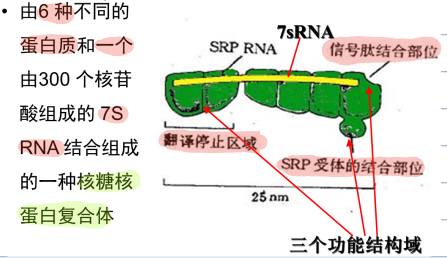 • 由6 种不同的
蛋白质和一个
由300 个核苷
酸组成的 7S
RNA 结合组成
的一种核糖核
蛋白复合体
7sRNA
SRP RNA
信号肽结合部位
翻译停止区域
SRP 受体的结合部位
25nm
三个功能结构域